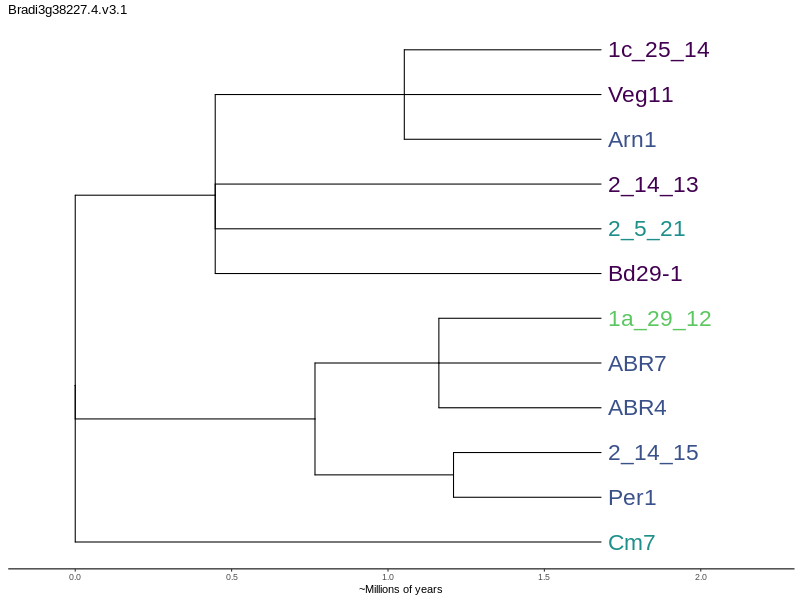 Bradi3g38227.4.v3.1
1c_25_14
Veg11
Arn1
2_14_13
2_5_21
Bd29-1
1a_29_12
ABR7
ABR4
2_14_15
Per1
Cm7
0.0 0.5 1.0 1.5 2.0
~Millions of years